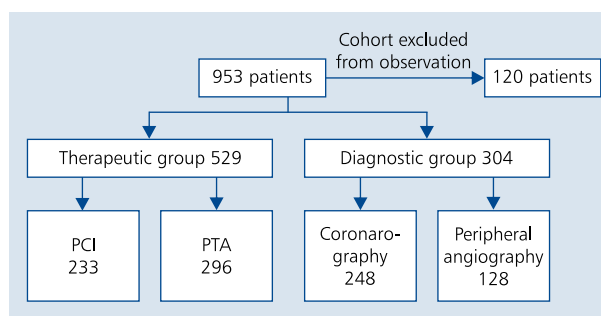 Cohort excluded
from observation
953 patients
120 patients
Therapeutic group 529
Diagnostic group 304
PCI
233
PTA
296
Coronaro-
graphy
248
Peripheral
angiography
128